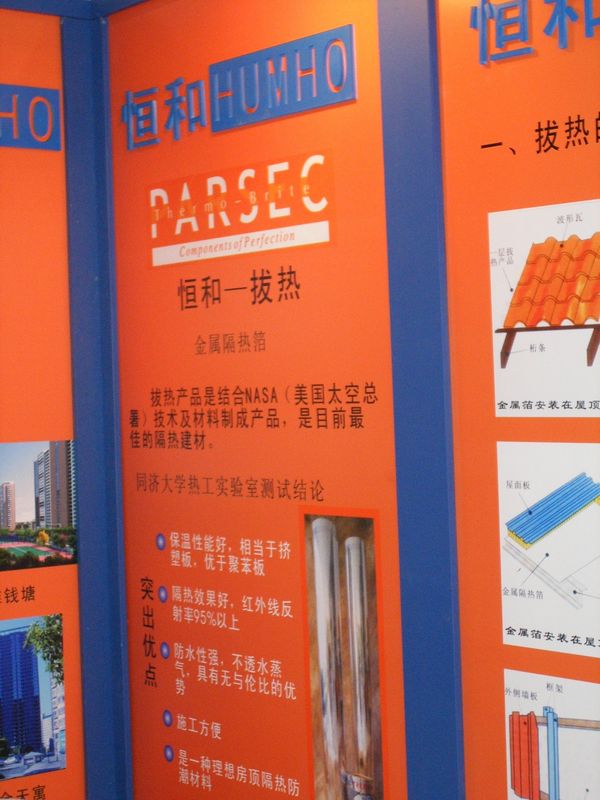 HO
钱塘
天寓
恒和HUMHO
PARSEC
Thermo-Brite
Components of Perfection
恒和—拔热
金属隔热箔
拔热产品是结合NASA（美国太空总
署）技术及材料制成产品，是目前最
佳的隔热建材。
同济大学热工实验室测试结论
突出优点
保温性能好，相当于挤
塑板，优于聚苯板
隔热效果好，红外线反
射率95%以上
防水性强，不透水蒸
气，具有无与伦比的优
势
施工方便
是一种理想房顶隔热防
潮材料
恒和
一、拔热的
波形瓦
一层拔
热产品
桁条
金属箔安装在屋顶
屋面板
金属隔热箔
金属箔安装在屋
外侧墙板
框架